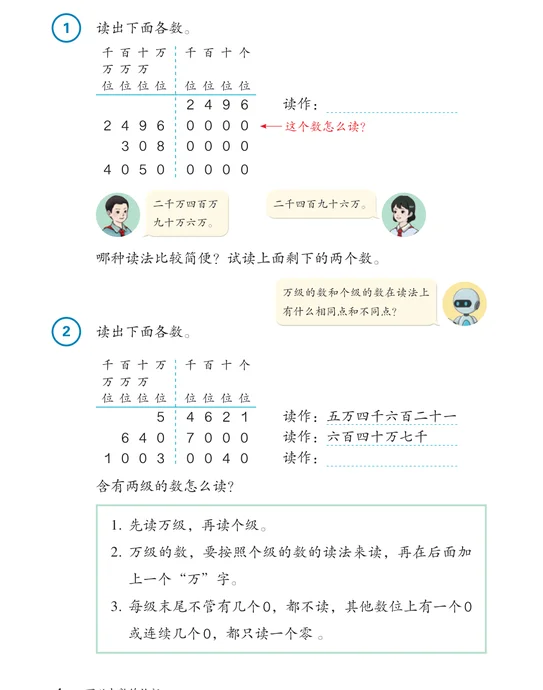 1 读出下面各数。
千 百 十 万 千 百 十 个
万 万 万
位 位 位 位 位 位 位 位
2 4 9 6 读作：
2 4 9 6 0 0 0 0 ←这个数怎么读？
3 0 8 0 0 0 0
4 0 5 0 0 0 0 0
二千万四百万
九十万六万。
二千四百九十六万。
哪种读法比较简便？试读上面剩下的两个数。
万级的数和个级的数在读法上
有什么相同点和不同点？
2 读出下面各数。
千 百 十 万 千 百 十 个
万 万 万
位 位 位 位 位 位 位 位
5 4 6 2 1 读作：五万四千六百二十一
6 4 0 7 0 0 0 读作：六百四十万七千
1 0 0 3 0 0 4 0 读作：
含有两级的数怎么读？
1. 先读万级，再读个级。
2. 万级的数，要按照个级的数的读法来读，再在后面加
上一个“万”字。
3. 每级末尾不管有几个0，都不读，其他数位上有一个0
或连续几个0，都只读一个零。